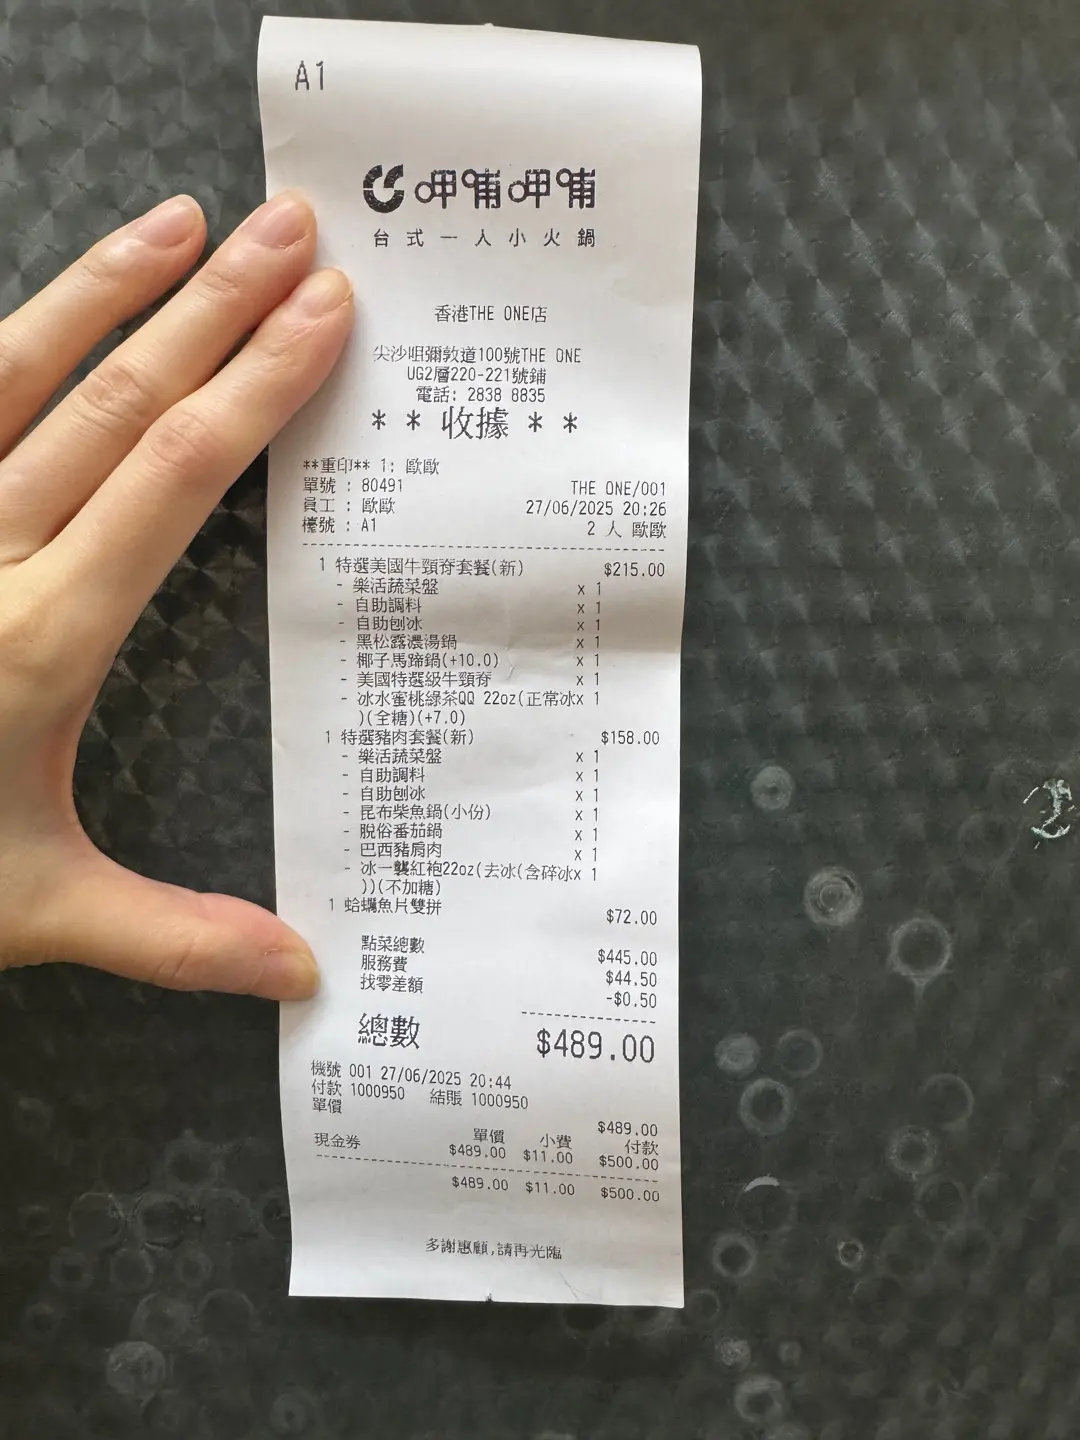 A1
呷哺呷哺
台式一人小火鍋
香港THE ONE店
尖沙咀彌敦道100號THE ONE
UG2層220-221號鋪
電話: 2838 8835
* * 收據 * *
**重印** 1: 歐歐
單號 : 80491 THE ONE/001
員工 : 歐歐 27/06/2025 20:26
檯號 : A1 2 人 歐歐
1 特選美國牛頸脊套餐(新) $215.00
- 樂活蔬菜盤 x 1
- 自助調料 x 1
- 自助刨冰 x 1
- 黑松露濃湯鍋 x 1
- 椰子馬蹄鍋(+10.0) x 1
- 美國特選級牛頸脊 x 1
- 冰水蜜桃綠茶QQ 22oz(正常冰x 1
)(全糖)(+7.0)
1 特選豬肉套餐(新) $158.00
- 樂活蔬菜盤 x 1
- 自助調料 x 1
- 自助刨冰 x 1
- 昆布柴魚鍋(小份) x 1
- 脫俗番茄鍋 x 1
- 巴西豬肩肉 x 1
- 冰一襲紅袍22oz(去冰(含碎冰x 1
))(不加糖)
1 蛤蠣魚片雙拼 $72.00
點菜總數 $445.00
服務費 $44.50
找零差額 -$0.50
總數 $489.00
機號 001 27/06/2025 20:44
付款 1000950 結賬 1000950
單價 $489.00
單價 小費 付款
現金券 $489.00 $11.00 $500.00
$489.00 $11.00 $500.00
多謝惠顧,請再光臨